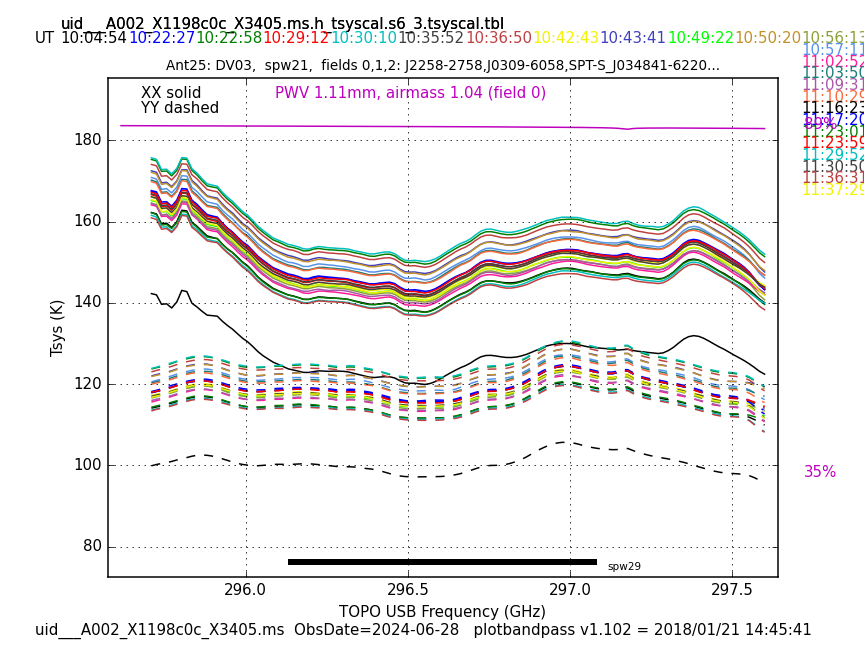 uid___A002_X1198c0c_X3405.ms.h_tsyscal.s6_3.tsyscal.tbl
UT 10:04:54 10:22:27 10:22:58 10:29:12 10:30:10 10:35:52 10:36:50 10:42:43 10:43:41 10:49:22 10:50:20 10:56:13
10:57:11
11:02:52
11:03:50
11:09:31
11:10:29
11:16:2
11:17:20
11:23:01
11:23:59
11:29:52
11:30:50
11:36:31
11:37:29
Ant25: DV03, spw21, fields 0,1,2: J2258-2758,J0309-6058,SPT-S_J034841-6220...
XX solid
YY dashed
PWV 1.11mm, airmass 1.04 (field 0)
35%
180
160
140
120
100
80
Tsys (K)
spw29
296.0 296.5 297.0 297.5
TOPO USB Frequency (GHz)
uid___A002_X1198c0c_X3405.ms ObsDate=2024-06-28 plotbandpass v1.102 = 2018/01/21 14:45:41